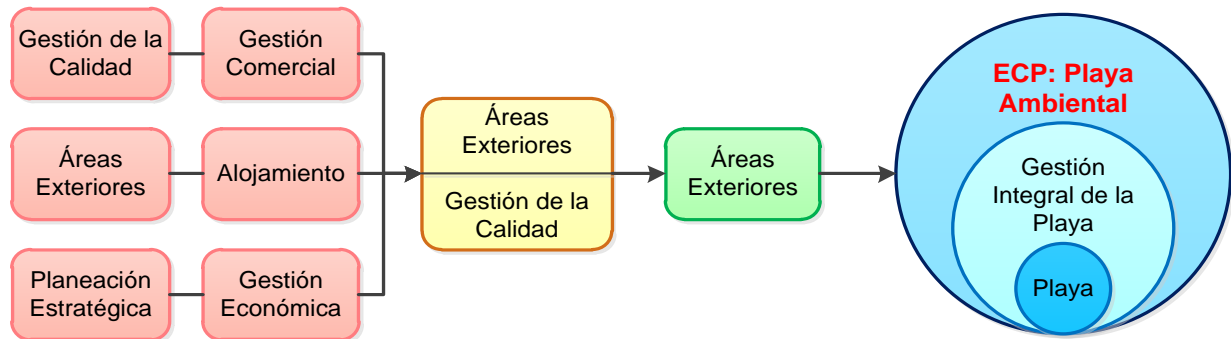 Gestión de la
Calidad
Gestión
Comercial
Áreas
Exteriores
Alojamiento
Planeación
Estratégica
Gestión
Económica
Áreas
Exteriores
Gestión de la
Calidad
Áreas
Exteriores
ECP: Playa
Ambiental
Gestión
Integral de la
Playa
Playa